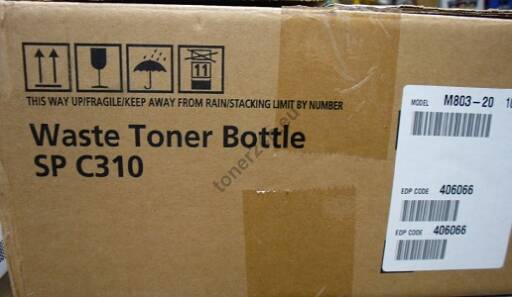 11
THIS WAY UP/FRAGILE/KEEP AWAY FROM RAIN/STACKING LIMIT BY NUMBER
Waste Toner Bottle
SP C310
MODEL M803-20
EDP CODE 406066
EDP CODE 406066